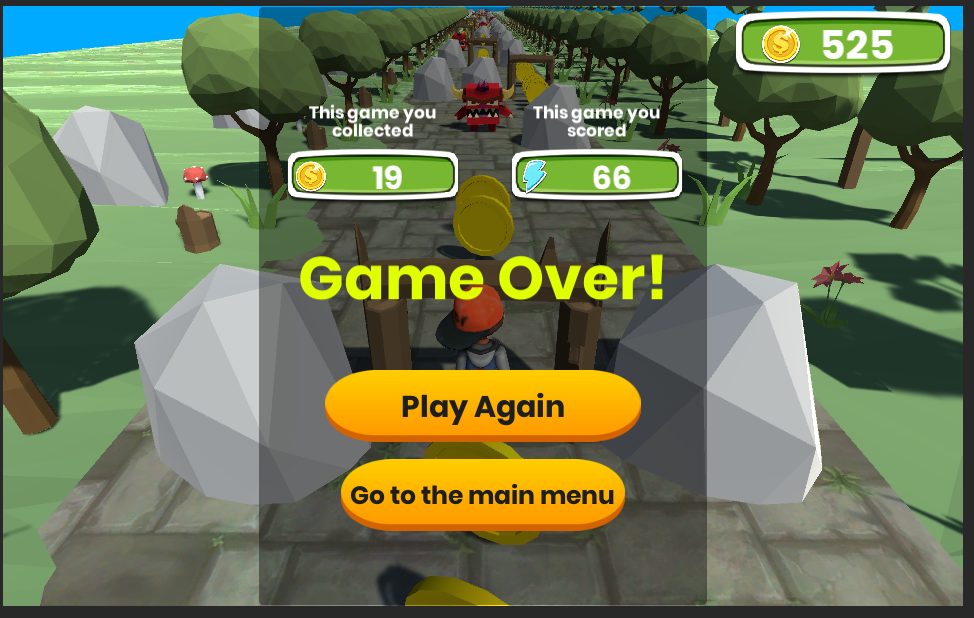 525
This game you
collected
This game you
scored
19
66
Game Over!
Play Again
Go to the main menu